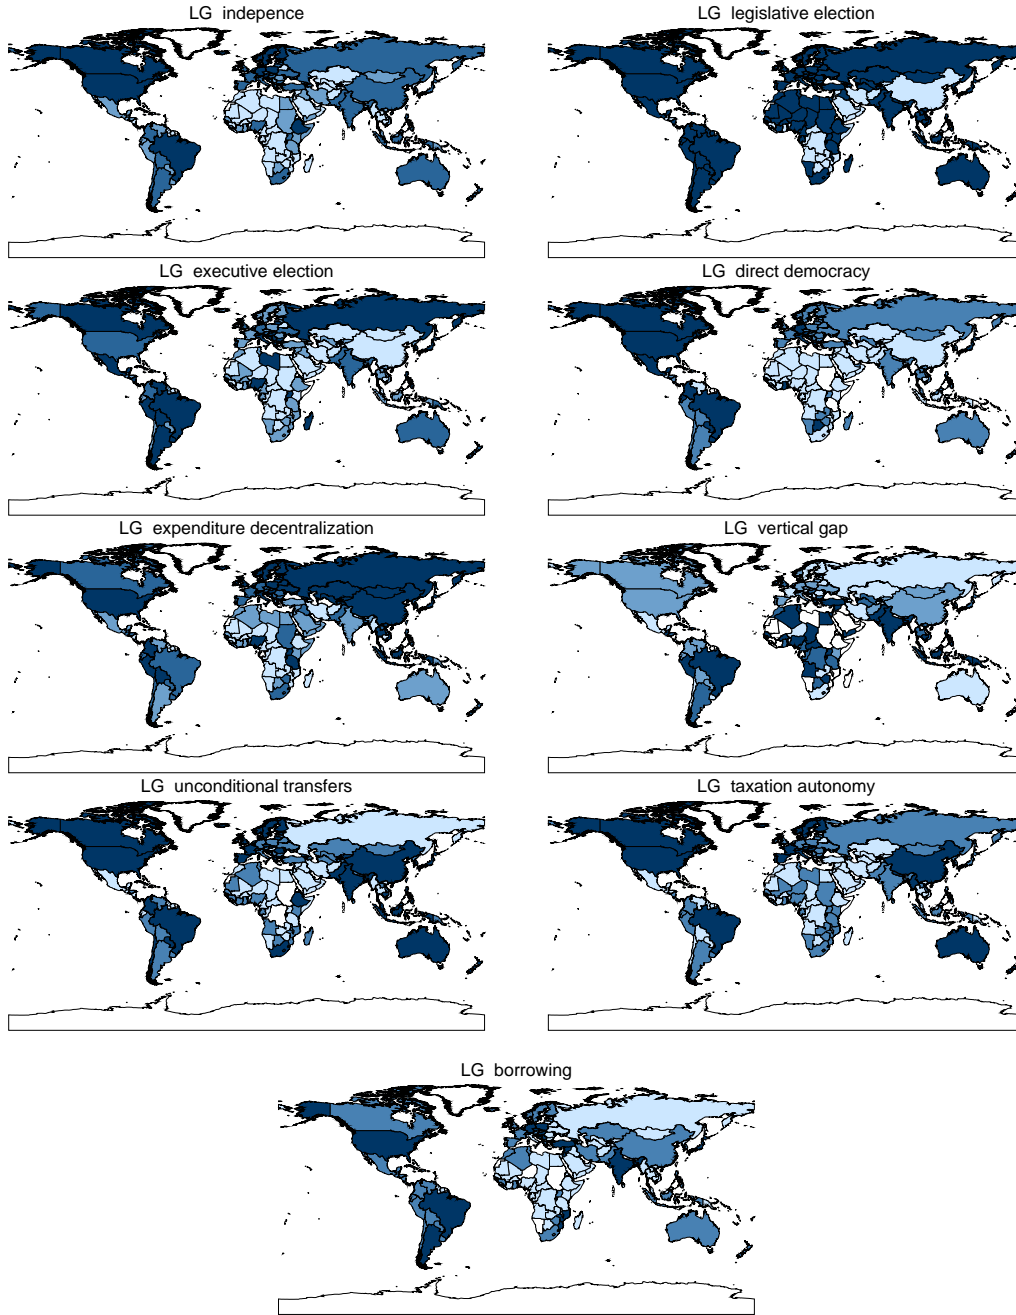 LG indepence
LG legislative election
LG executive election
LG direct democracy
LG expenditure decentralization
LG vertical gap
LG unconditional transfers
LG taxation autonomy
LG borrowing